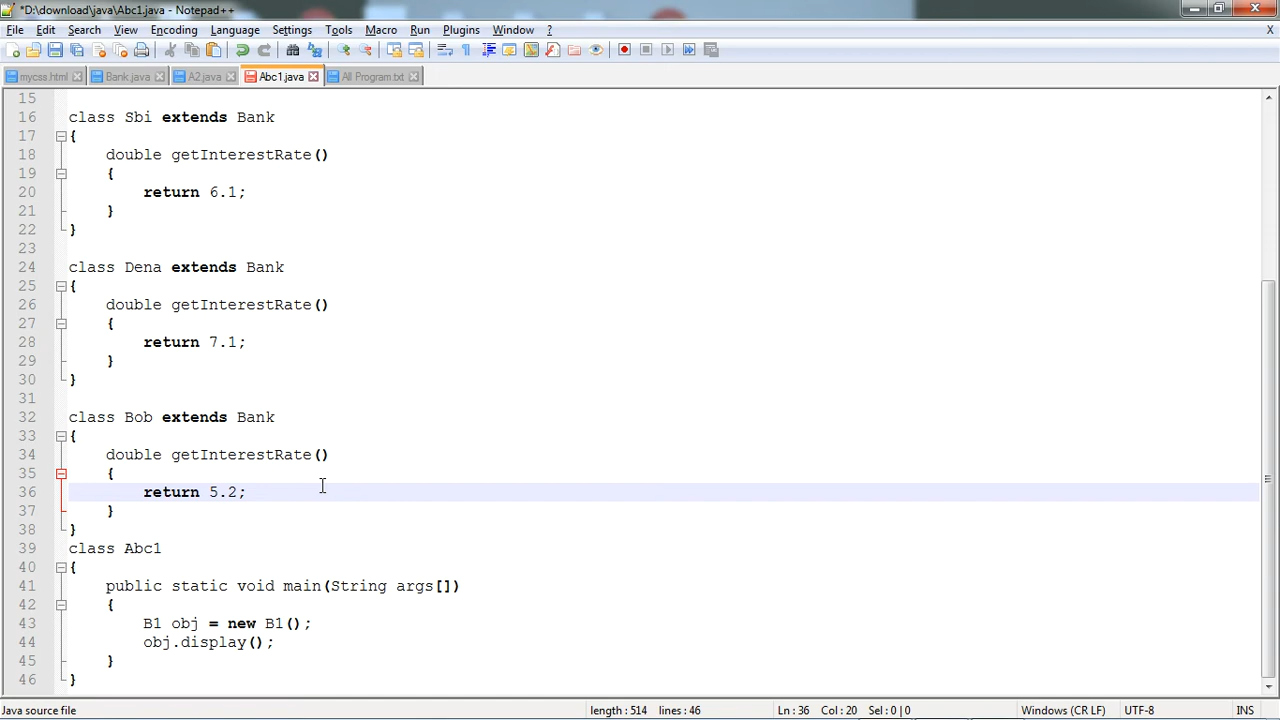 *D:\download\java\Abc1.java - Notepad++
File Edit Search View Encoding Language Settings Tools Macro Run Plugins Window ? X
mycss.html Bank.java A2.java Abc1.java All Program.txt
15
16 class Sbi extends Bank
17 {
18 double getInterestRate()
19 {
20 return 6.1;
21 }
22 }
23
24 class Dena extends Bank
25 {
26 double getInterestRate()
27 {
28 return 7.1;
29 }
30 }
31
32 class Bob extends Bank
33 {
34 double getInterestRate()
35 {
36 return 5.2;
37 }
38 }
39 class Abc1
40 {
41 public static void main(String args[])
42 {
43 B1 obj = new B1();
44 obj.display();
45 }
46 }
Java source file length : 514 lines : 46 Ln : 36 Col : 20 Sel : 0 | 0 Windows (CR LF) UTF-8 INS